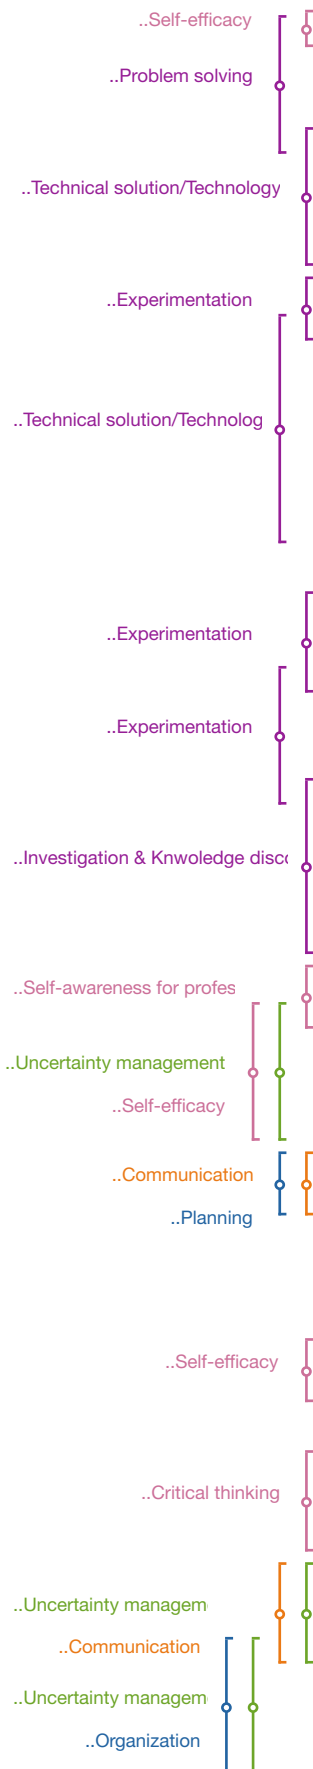 ..Self-efficacy
..Problem solving
..Technical solution/Technology
..Experimentation
..Technical solution/Technolog
..Experimentation
..Experimentation
..Investigation & Knwoledge disc
..Self-awareness for profes
..Uncertainty management
..Self-efficacy
..Communication
..Planning
..Self-efficacy
..Critical thinking
..Uncertainty managem
..Communication
..Uncertainty managem
..Organization